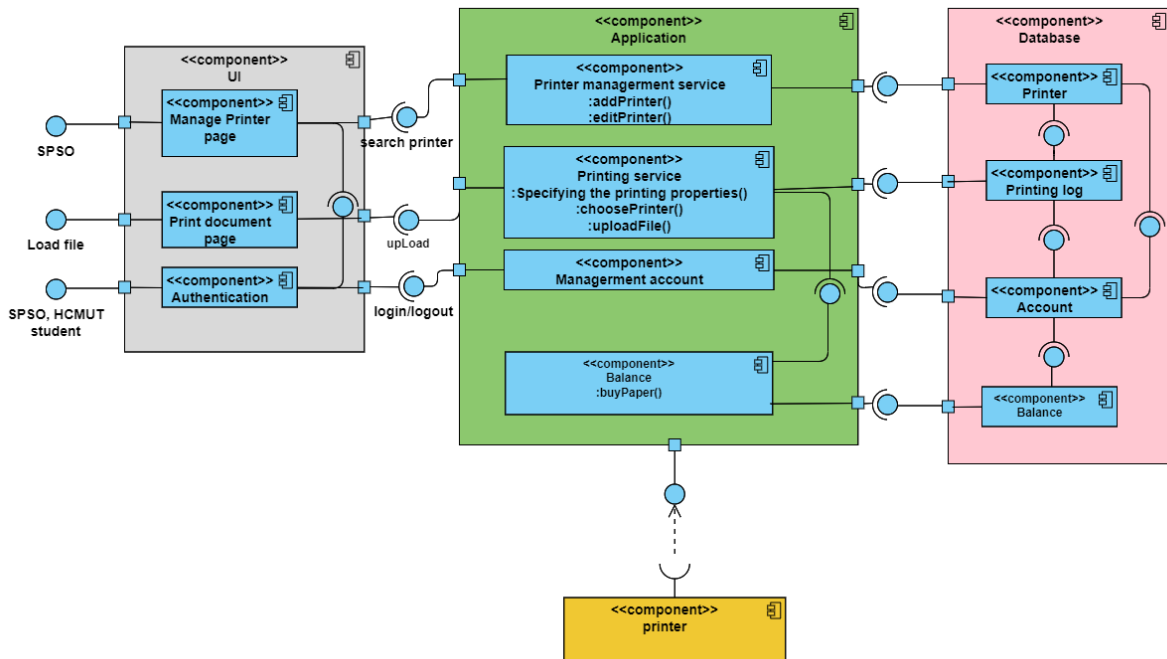 <<component>>
UI
<<component>>
Manage Printer
page
SPSO
<<component>>
Print document
page
Load file
<<component>>
Authentication
SPSO, HCMUT
student
search printer
upLoad
login/logout
<<component>>
Application
<<component>>
Printer managerment service
:addPrinter()
:editPrinter()
<<component>>
Printing service
:Specifying the printing properties()
:choosePrinter()
:uploadFile()
<<component>>
Managerment account
<<component>>
Balance
:buyPaper()
<<component>>
Database
<<component>>
Printer
<<component>>
Printing log
<<component>>
Account
<<component>>
Balance
<<component>>
printer